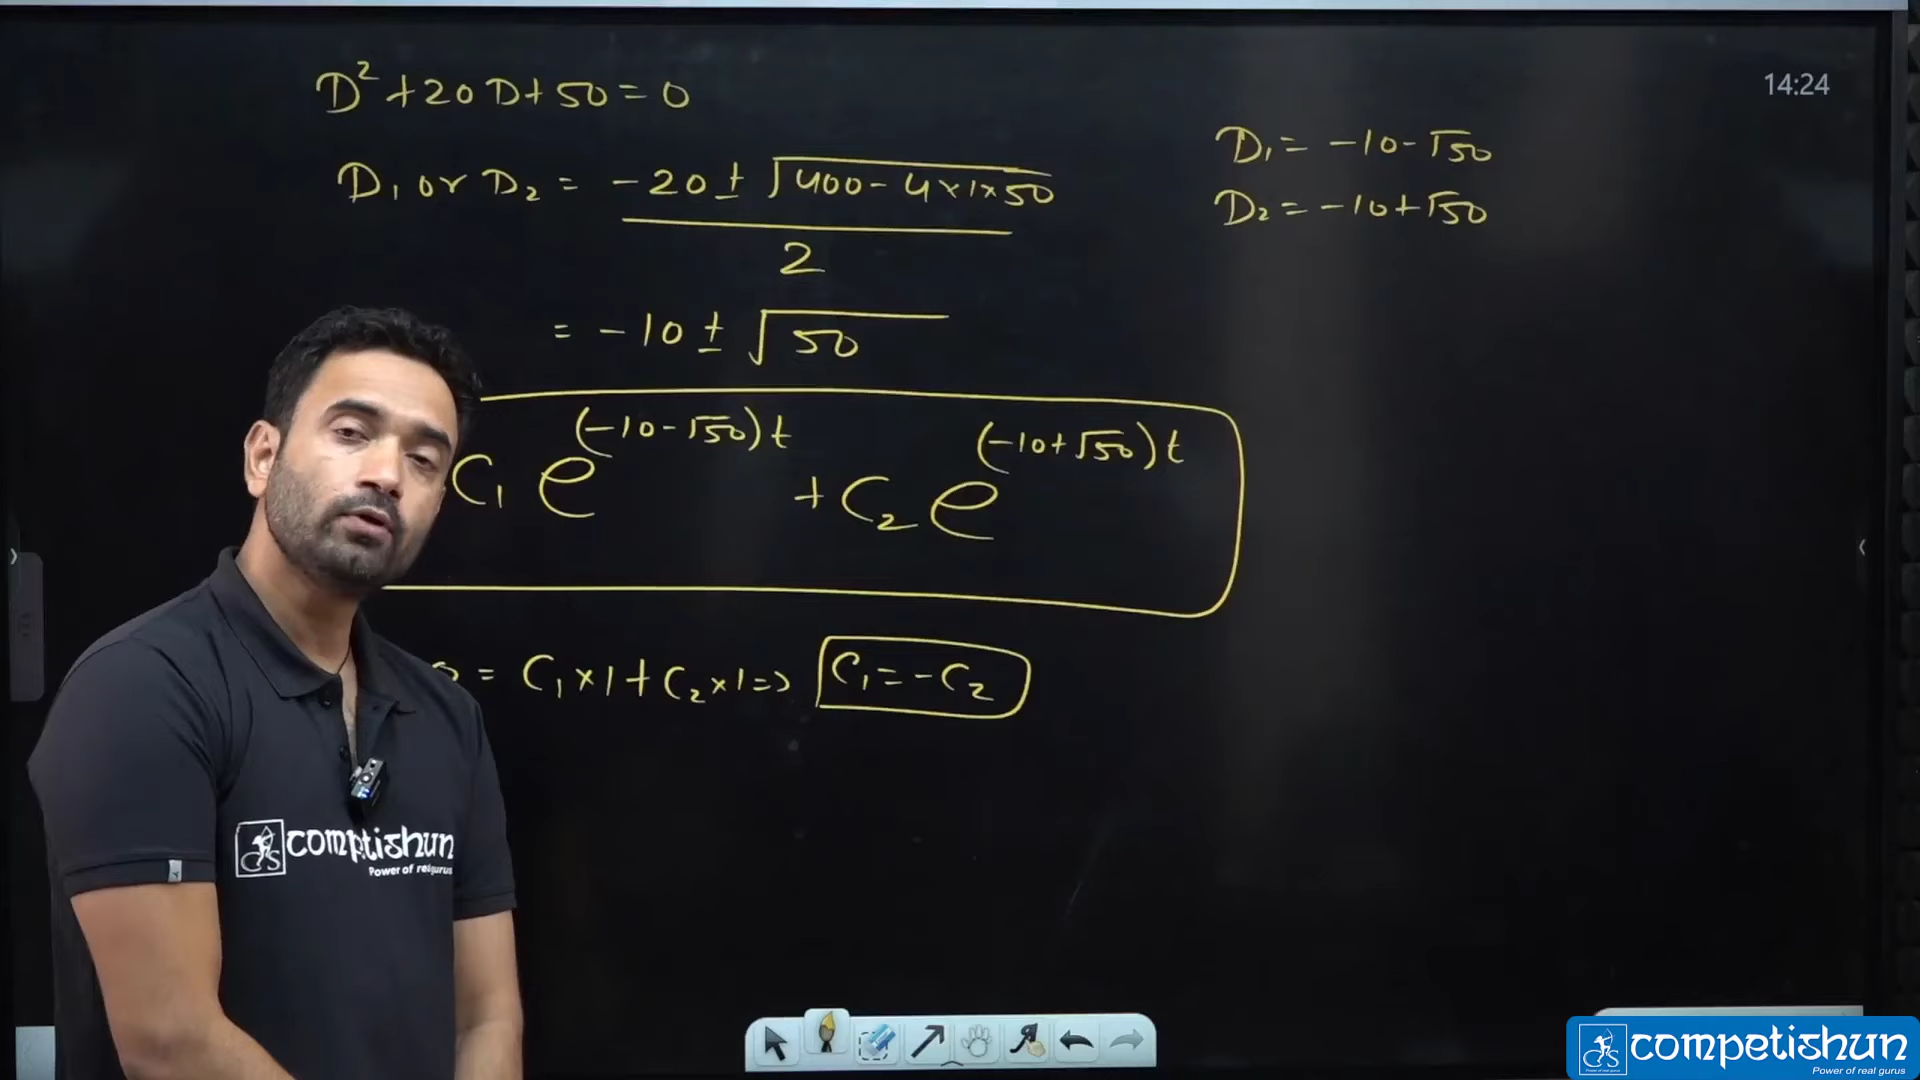 D² + 20D + 50 = 0
14:24
D₁ = -10-√50
D₁ or D₂ = (-20 ± √(400 - 4×1×50)) / 2
D₂ = -10+√50
= -10 ± √50
C₁ e^((-10-√50)t) + C₂ e^((-10+√50)t)
= C₁×1 + C₂×1 => C₁ = -C₂
competishun
Power of real gurus
CS
competishun
Power of real gurus